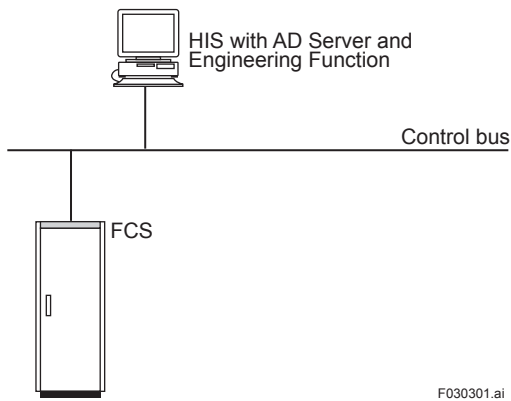 HIS with AD Server and
Engineering Function
Control bus
FCS
F030301.ai